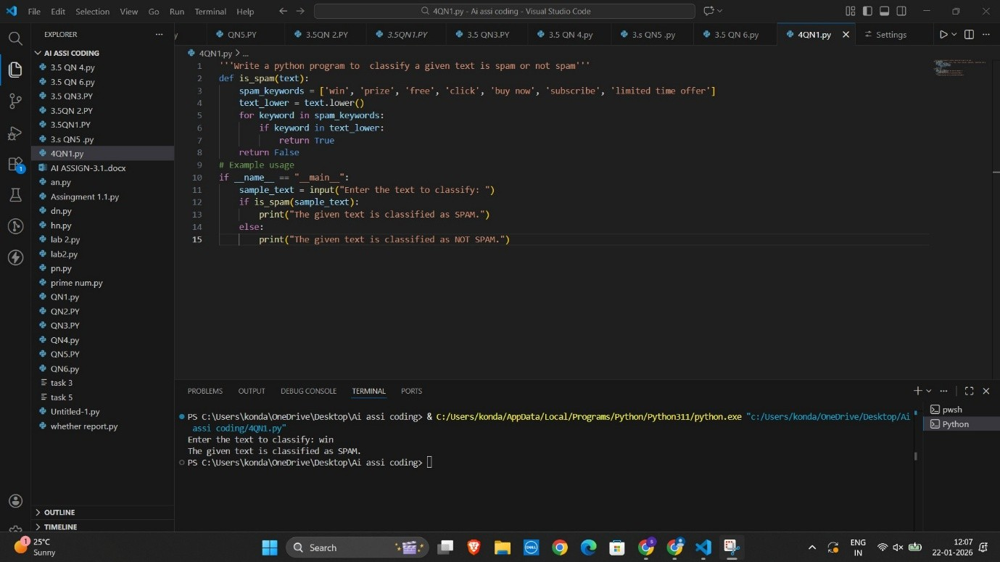 File Edit Selection View Go Run Terminal Help
4QN1.py - Ai assi coding - Visual Studio Code
EXPLORER
y QN5.PY 3.5QN 2.PY 3.5QN1.PY 3.5 QN3.PY 3.5 QN 4.py 3.s QN5 .py 3.5 QN 6.py 4QN1.py Settings
AI ASSI CODING
3.5 QN 4.py
3.5 QN 6.py
3.5 QN3.PY
3.5QN 2.PY
3.5QN1.PY
3.s QN5 .py
4QN1.py
AI ASSIGN-3.1..docx
an.py
Assingment 1.1.py
dn.py
hn.py
lab 2.py
lab2.py
pn.py
prime num.py
QN1.py
QN2.PY
QN3.PY
QN4.py
QN5.PY
QN6.py
task 3
task 5
Untitled-1.py
whether report.py
OUTLINE
TIMELINE
1
4QN1.py > ...
1 '''Write a python program to  classify a given text is spam or not spam'''
2 def is_spam(text):
3     spam_keywords = ['win', 'prize', 'free', 'click', 'buy now', 'subscribe', 'limited time offer']
4     text_lower = text.lower()
5     for keyword in spam_keywords:
6         if keyword in text_lower:
7             return True
8     return False
9 # Example usage
10 if __name__ == "__main__":
11     sample_text = input("Enter the text to classify: ")
12     if is_spam(sample_text):
13         print("The given text is classified as SPAM.")
14     else:
15         print("The given text is classified as NOT SPAM.")
PROBLEMS OUTPUT DEBUG CONSOLE TERMINAL PORTS
PS C:\Users\konda\OneDrive\Desktop\Ai assi coding> & C:/Users/konda/AppData/Local/Programs/Python/Python311/python.exe "c:/Users/konda/OneDrive/Desktop/Ai
assi coding/4QN1.py"
Enter the text to classify: win
The given text is classified as SPAM.
PS C:\Users\konda\OneDrive\Desktop\Ai assi coding>
pwsh
Python
1
25°C
Sunny
Search
DELL
ENG
IN
12:07
22-01-2026